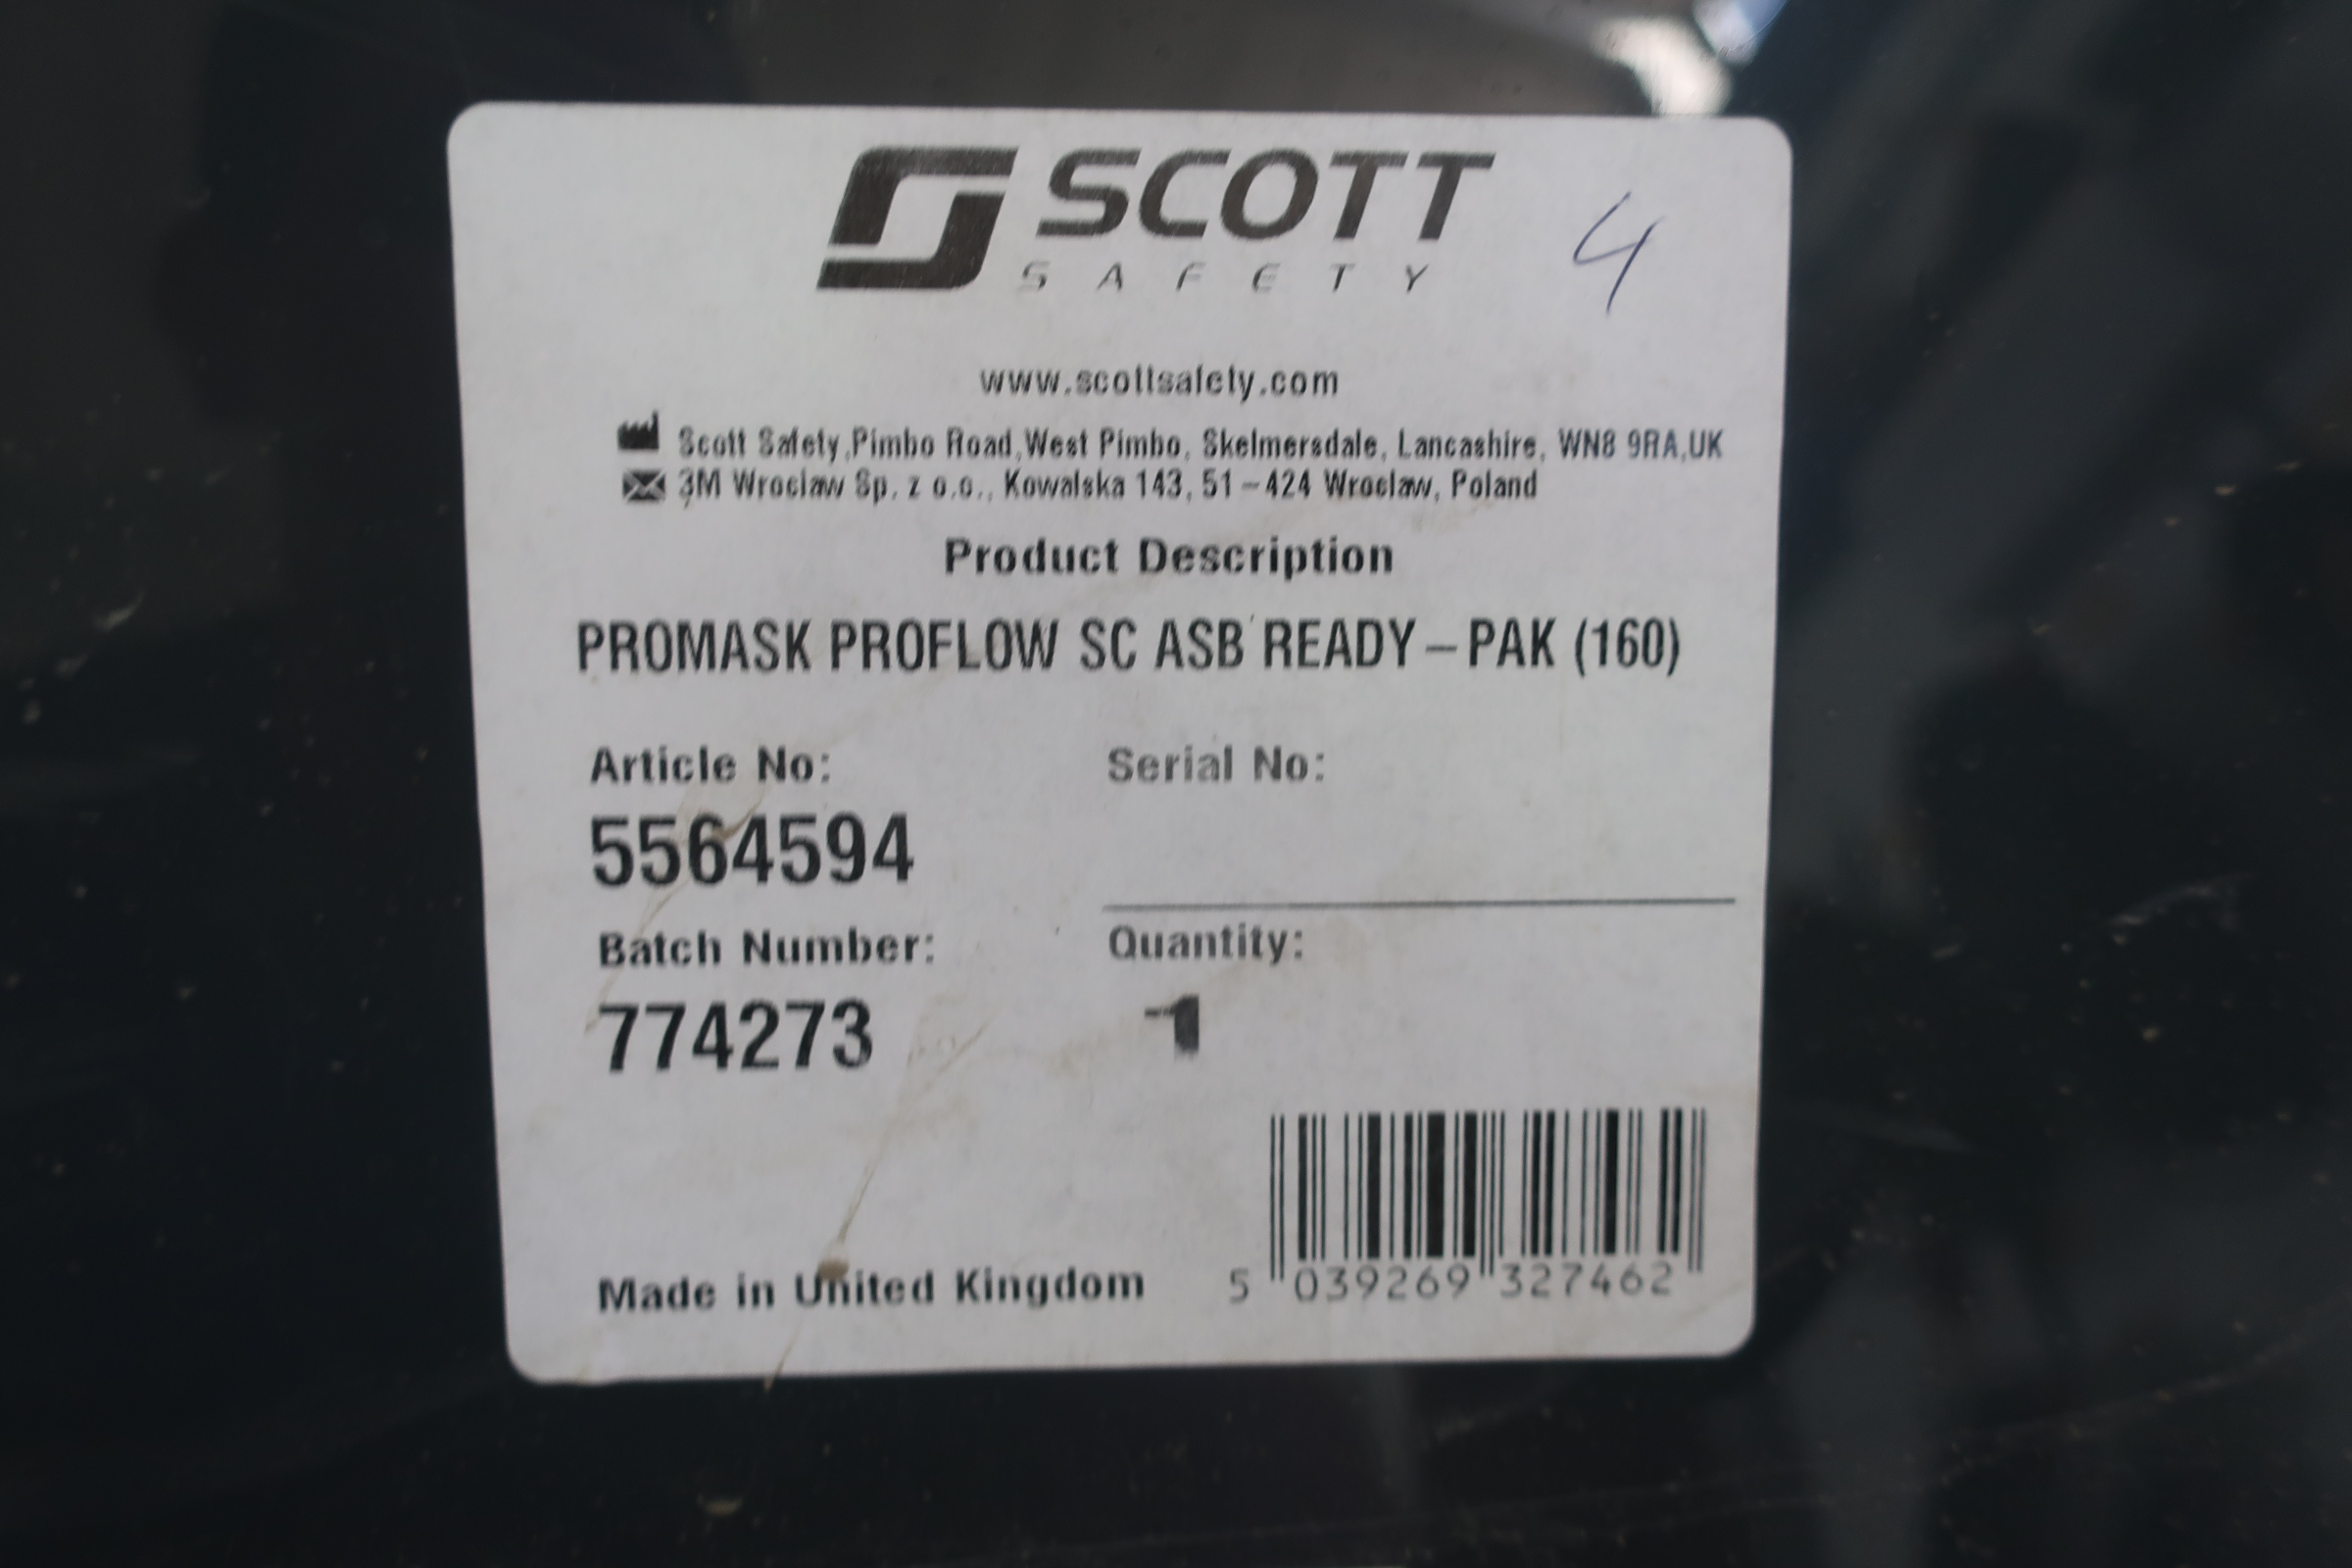 SCOTT
SAFETY
4
www.scottsafety.com
Scott Safety,Pimbo Road,West Pimbo, Skelmersdale, Lancashire, WN8 9RA,UK
3M Wroclaw Sp. z o.o., Kowalska 143, 51-424 Wroclaw, Poland
Product Description
PROMASK PROFLOW SC ASB READY-PAK (160)
Article No:
5564594
Serial No:
Batch Number:
774273
Quantity:
1
Made in United Kingdom
5 039269 327462